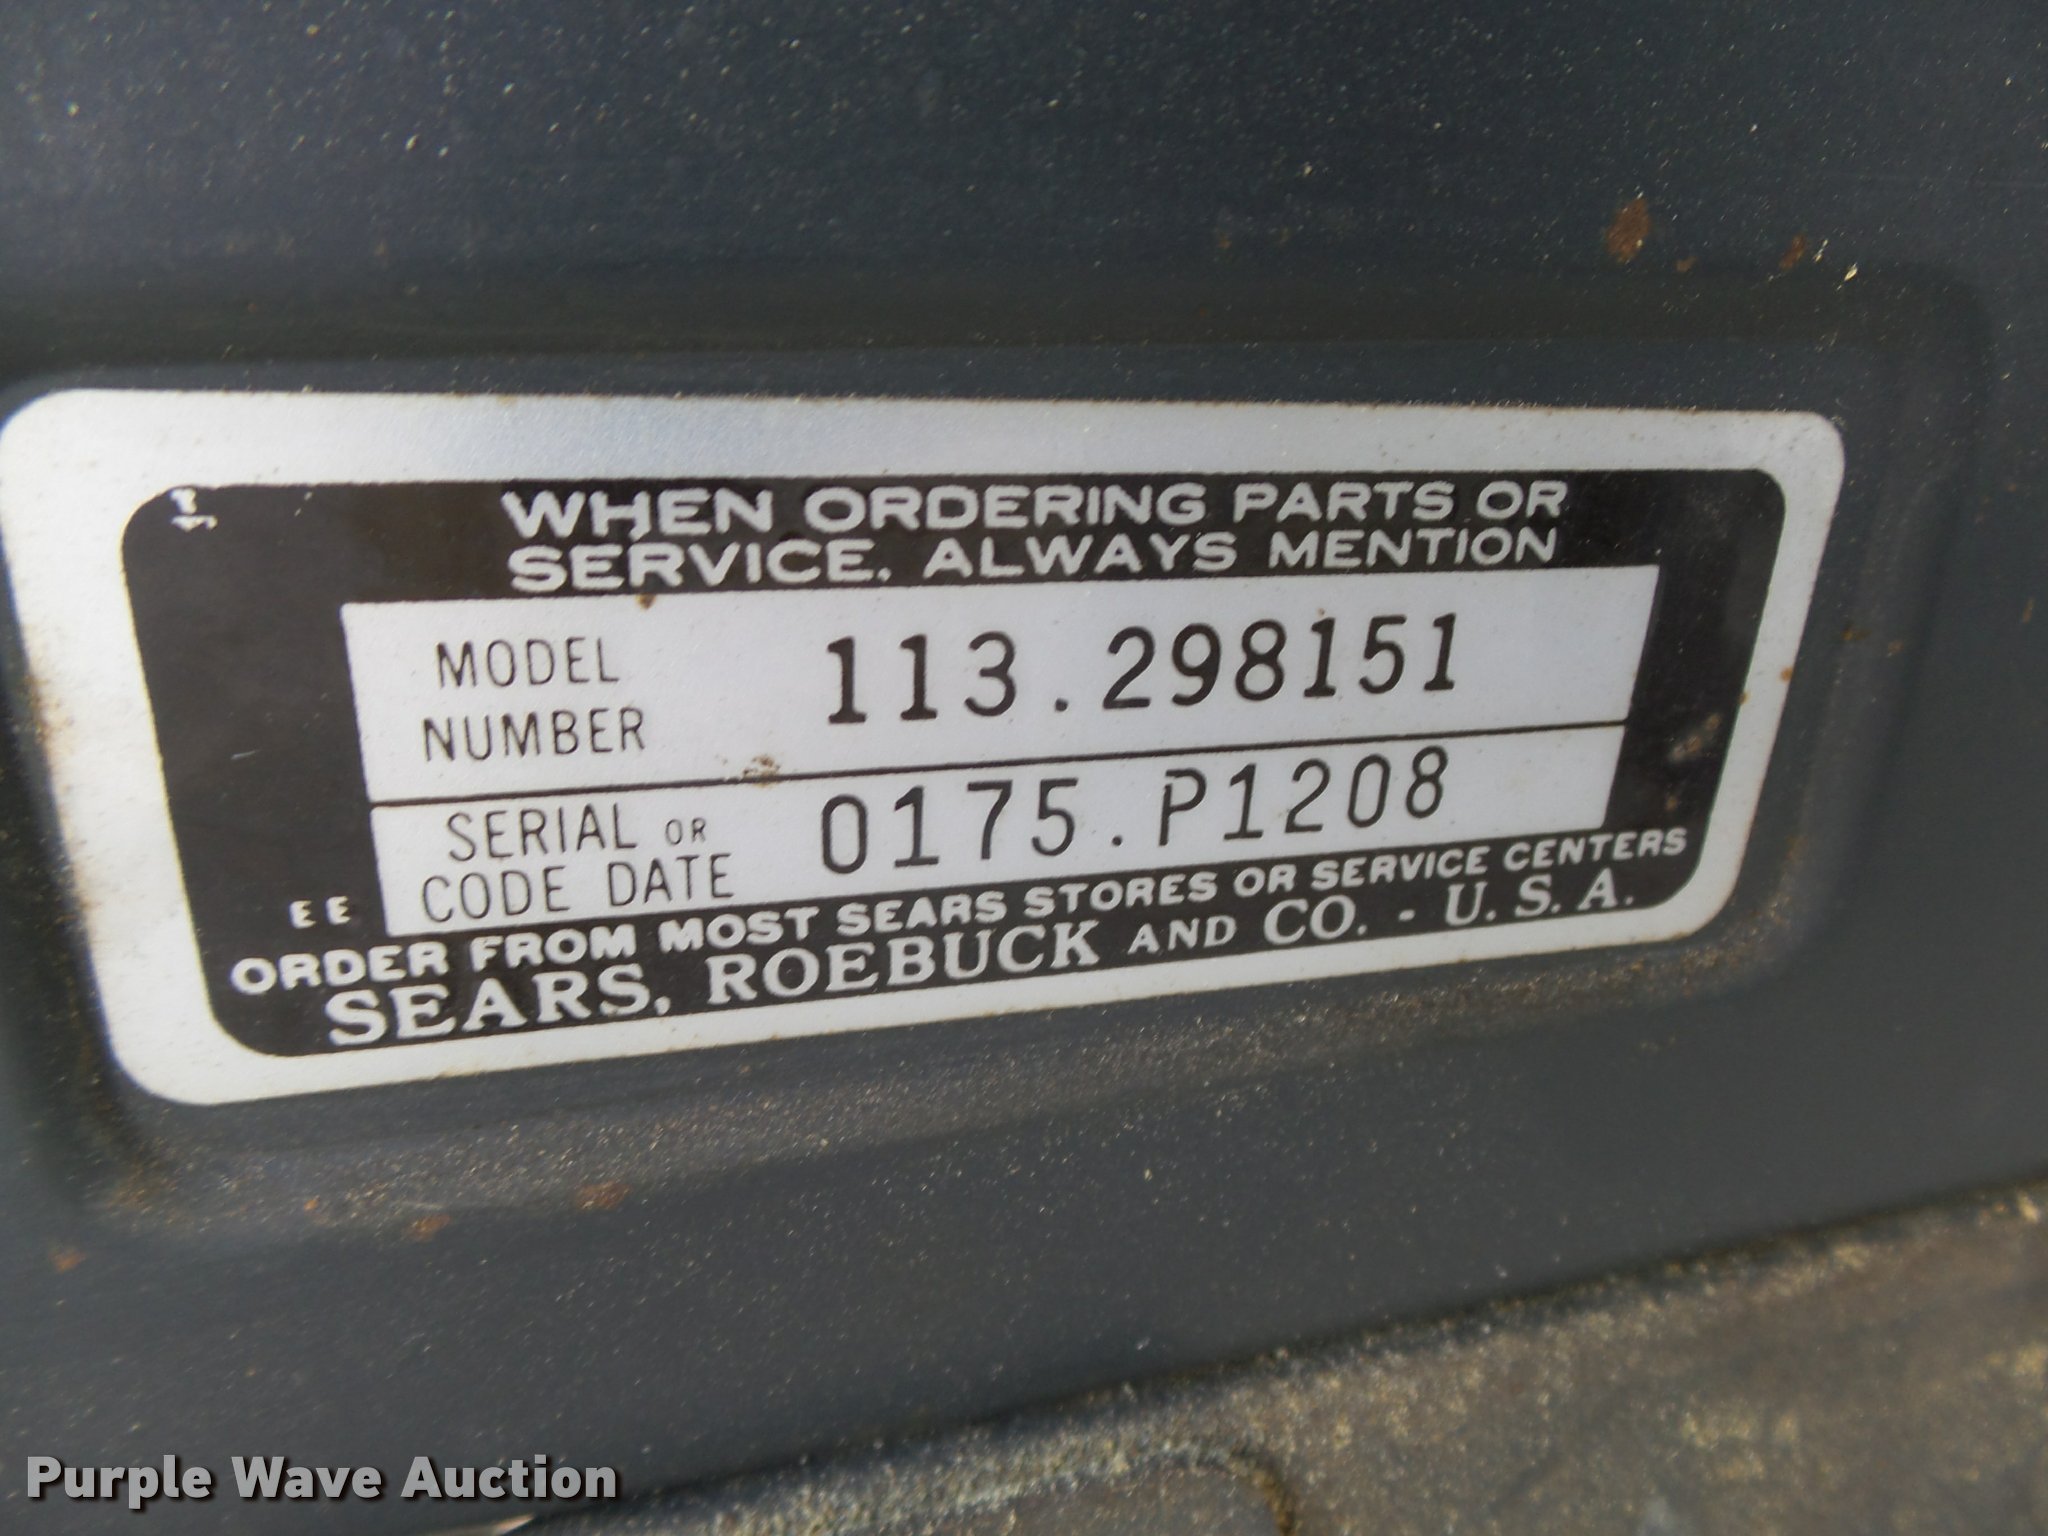 WHEN ORDERING PARTS OR
SERVICE, ALWAYS MENTION
MODEL
NUMBER
113.298151
SERIAL OR
CODE DATE
0175.P1208
EE
ORDER FROM MOST SEARS STORES OR SERVICE CENTERS
SEARS, ROEBUCK AND CO. - U.S.A.
Purple Wave Auction